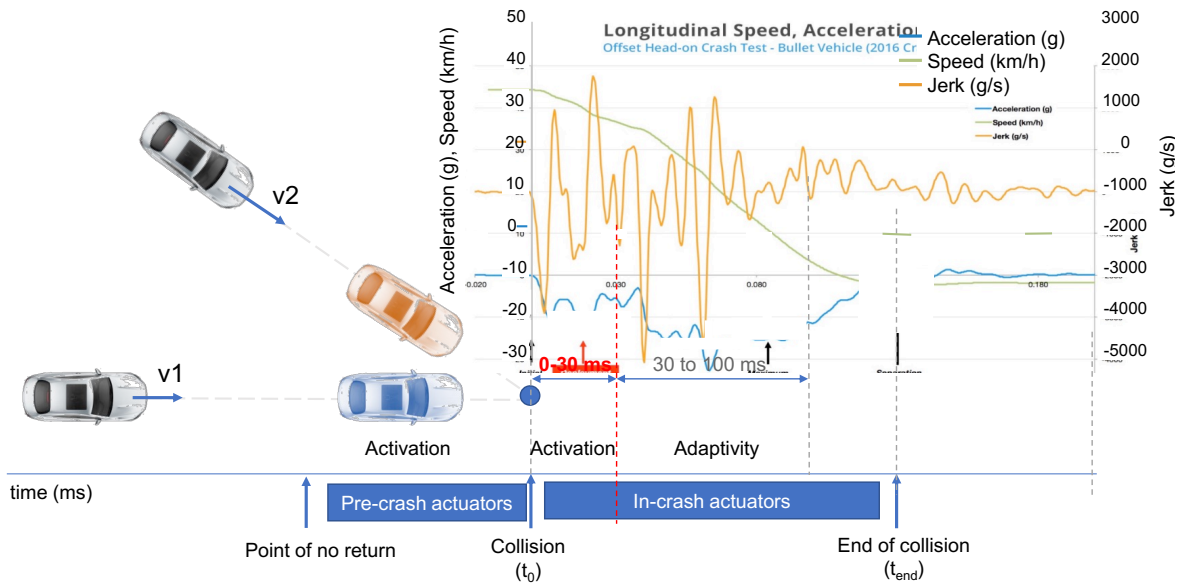 Longitudinal Speed, Acceleratio
Offset Head-on Crash Test - Bullet Vehicle (2016 Cr
Acceleration (g)
Speed (km/h)
Jerk (g/s)
Acceleration (g)
Speed (km/h)
Jerk (g/s)
Acceleration (g), Speed (km/h)
50
40
30
20
10
0
-10
-20
-30
3000
2000
1000
0
-1000
-2000
-3000
-4000
-5000
Jerk (g/s)
Jerk
-0.020
0.030
0.080
0.180
v2
v1
0-30 ms
30 to 100 ms
Activation
Activation
Adaptivity
time (ms)
Pre-crash actuators
In-crash actuators
Point of no return
Collision
(t0)
End of collision
(tend)